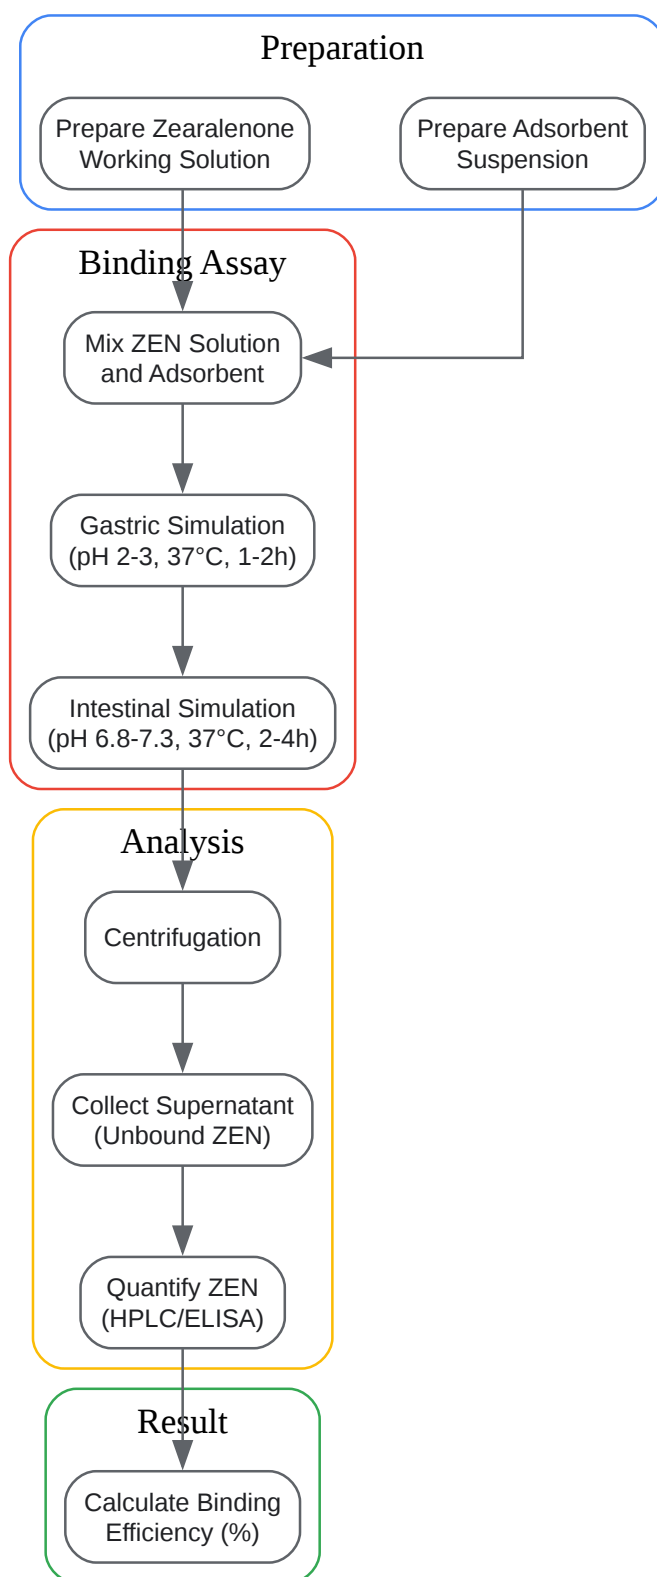 Preparation
Prepare Zearalenone
Working Solution
Prepare Adsorbent
Suspension
Binding Assay
Mix ZEN Solution
and Adsorbent
Gastric Simulation
(pH 2-3, 37°C, 1-2h)
Intestinal Simulation
(pH 6.8-7.3, 37°C, 2-4h)
Analysis
Centrifugation
Collect Supernatant
(Unbound ZEN)
Quantify ZEN
(HPLC/ELISA)
Result
Calculate Binding
Efficiency (%)